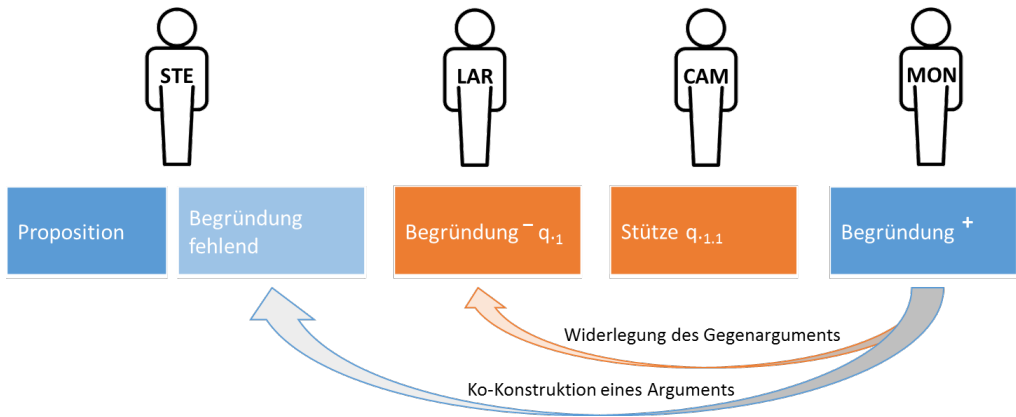 STE
LAR
CAM
MON
Proposition
Begründung
fehlend
Begründung⁻ q.₁
Stütze q.₁.₁
Begründung ⁺
Widerlegung des Gegenarguments
Ko-Konstruktion eines Arguments